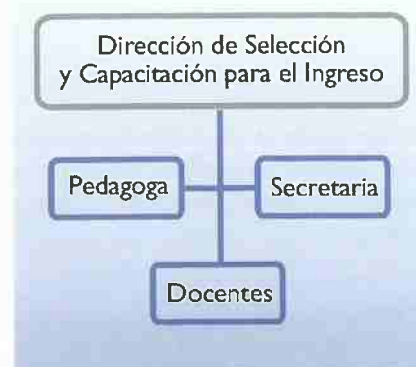 Dirección de Selección
y Capacitación para el Ingreso
Pedagoga
Secretaria
Docentes